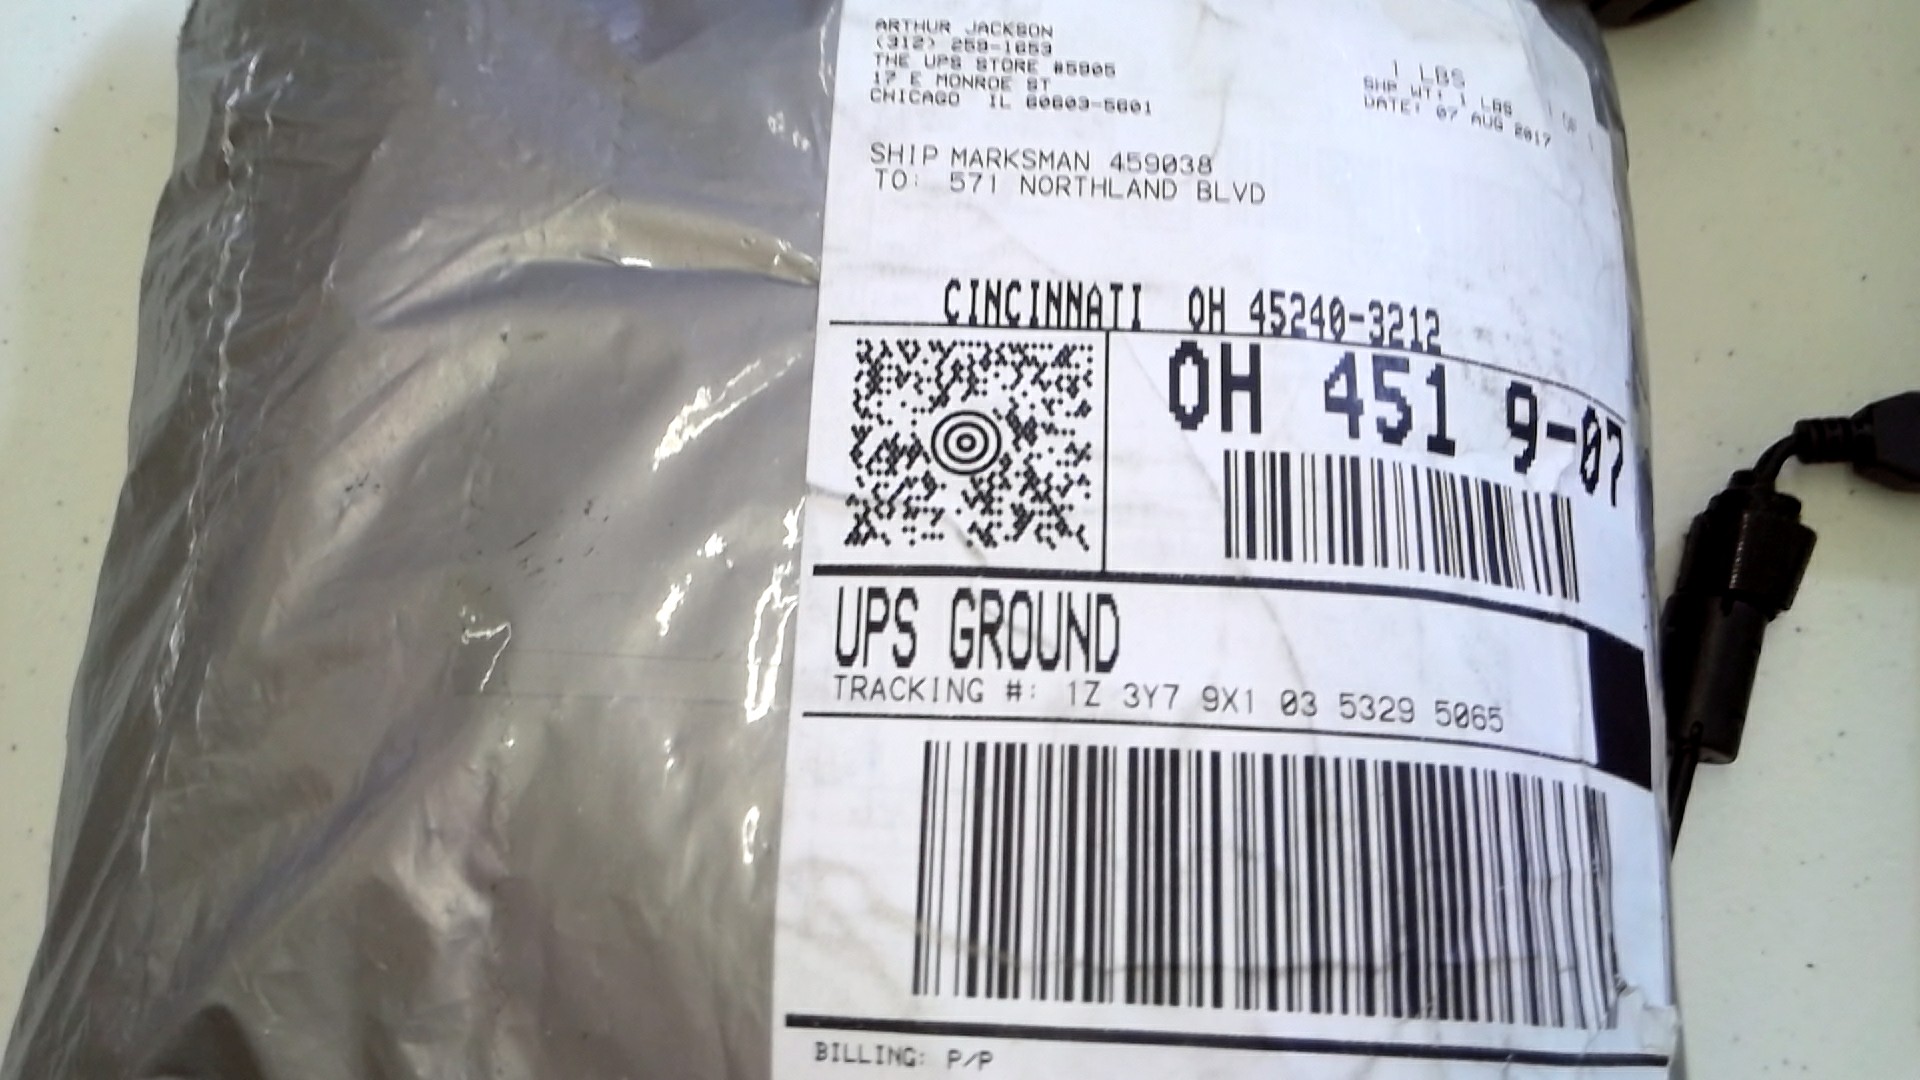 ARTHUR JACKSON
(312) 259-1653
THE UPS STORE #5905
17 E MONROE ST
CHICAGO IL 60603-5601
1 LBS
SHP WT: 1 LBS
DATE: 07 AUG 2017
SHIP MARKSMAN 459038
TO: 571 NORTHLAND BLVD
CINCINNATI OH 45240-3212
OH 451 9-07
UPS GROUND
TRACKING #: 1Z 3Y7 9X1 03 5329 5065
BILLING: P/P